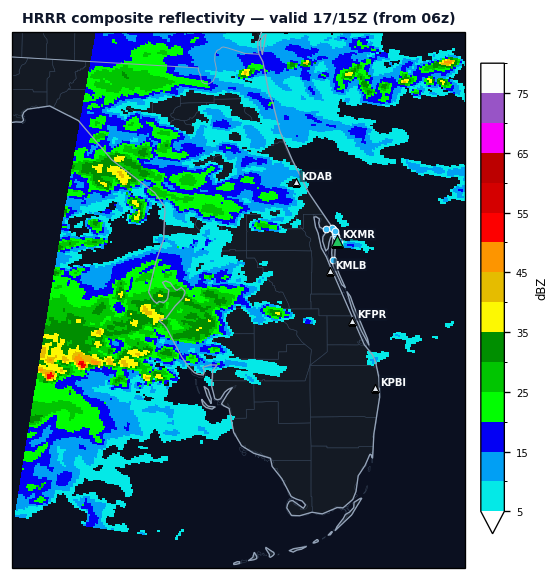 HRRR composite reflectivity — valid 17/15Z (from 06z)
75
65
KDAB
55
KXMR
KMLB
45
dBZ
KFPR
35
KPBI
25
15
5